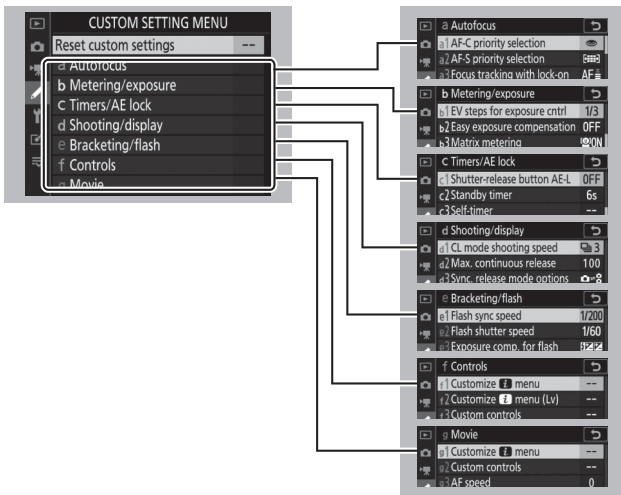 CUSTOM SETTING MENU
Reset custom settings --
a Autofocus
b Metering/exposure
c Timers/AE lock
d Shooting/display
e Bracketing/flash
f Controls
g Movie
a Autofocus
a1 AF-C priority selection
a2 AF-S priority selection
a3 Focus tracking with lock-on AF
b Metering/exposure
b1 EV steps for exposure cntrl 1/3
b2 Easy exposure compensation OFF
b3 Matrix metering ON
c Timers/AE lock
c1 Shutter-release button AE-L OFF
c2 Standby timer 6s
c3 Self-timer --
d Shooting/display
d1 CL mode shooting speed 3
d2 Max. continuous release 100
d3 Sync. release mode options
e Bracketing/flash
e1 Flash sync speed 1/200
e2 Flash shutter speed 1/60
e3 Exposure comp. for flash
f Controls
f1 Customize i menu --
f2 Customize i menu (Lv) --
f3 Custom controls --
g Movie
g1 Customize i menu --
g2 Custom controls --
g3 AF speed 0